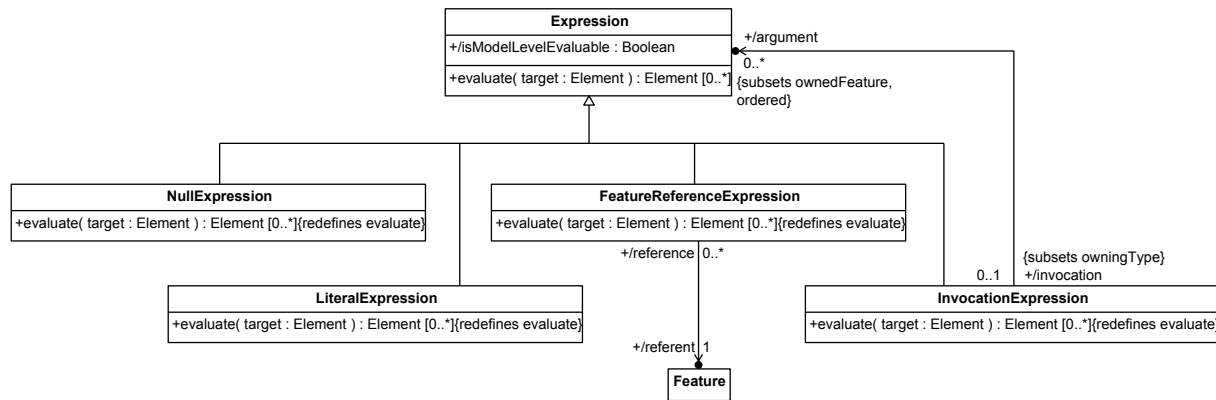 Expression
+/isModelLevelEvaluable : Boolean
+evaluate( target : Element ) : Element [0..*]
+/argument
0..*
{subsets ownedFeature,
ordered}
NullExpression
+evaluate( target : Element ) : Element [0..*]{redefines evaluate}
FeatureReferenceExpression
+evaluate( target : Element ) : Element [0..*]{redefines evaluate}
+/reference 0..*
{subsets owningType}
0..1 +/invocation
LiteralExpression
+evaluate( target : Element ) : Element [0..*]{redefines evaluate}
InvocationExpression
+evaluate( target : Element ) : Element [0..*]{redefines evaluate}
+/referent 1
Feature